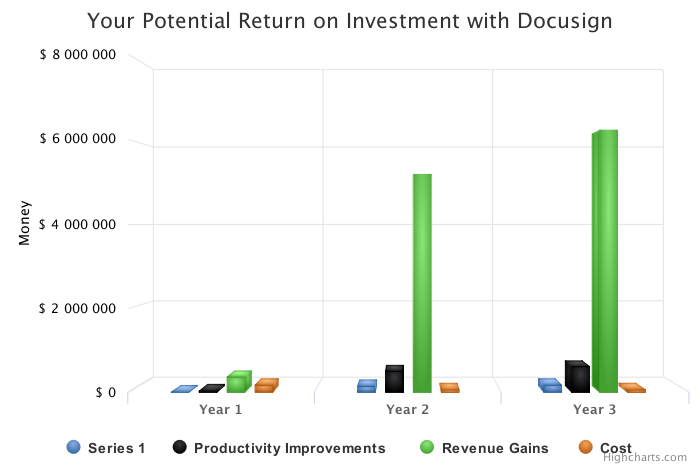 Your Potential Return on Investment with Docusign
$ 8 000 000
$ 6 000 000
$ 4 000 000
$ 2 000 000
$ 0
Money
Year 1 Year 2 Year 3
Series 1 Productivity Improvements Revenue Gains Cost
Highcharts.com